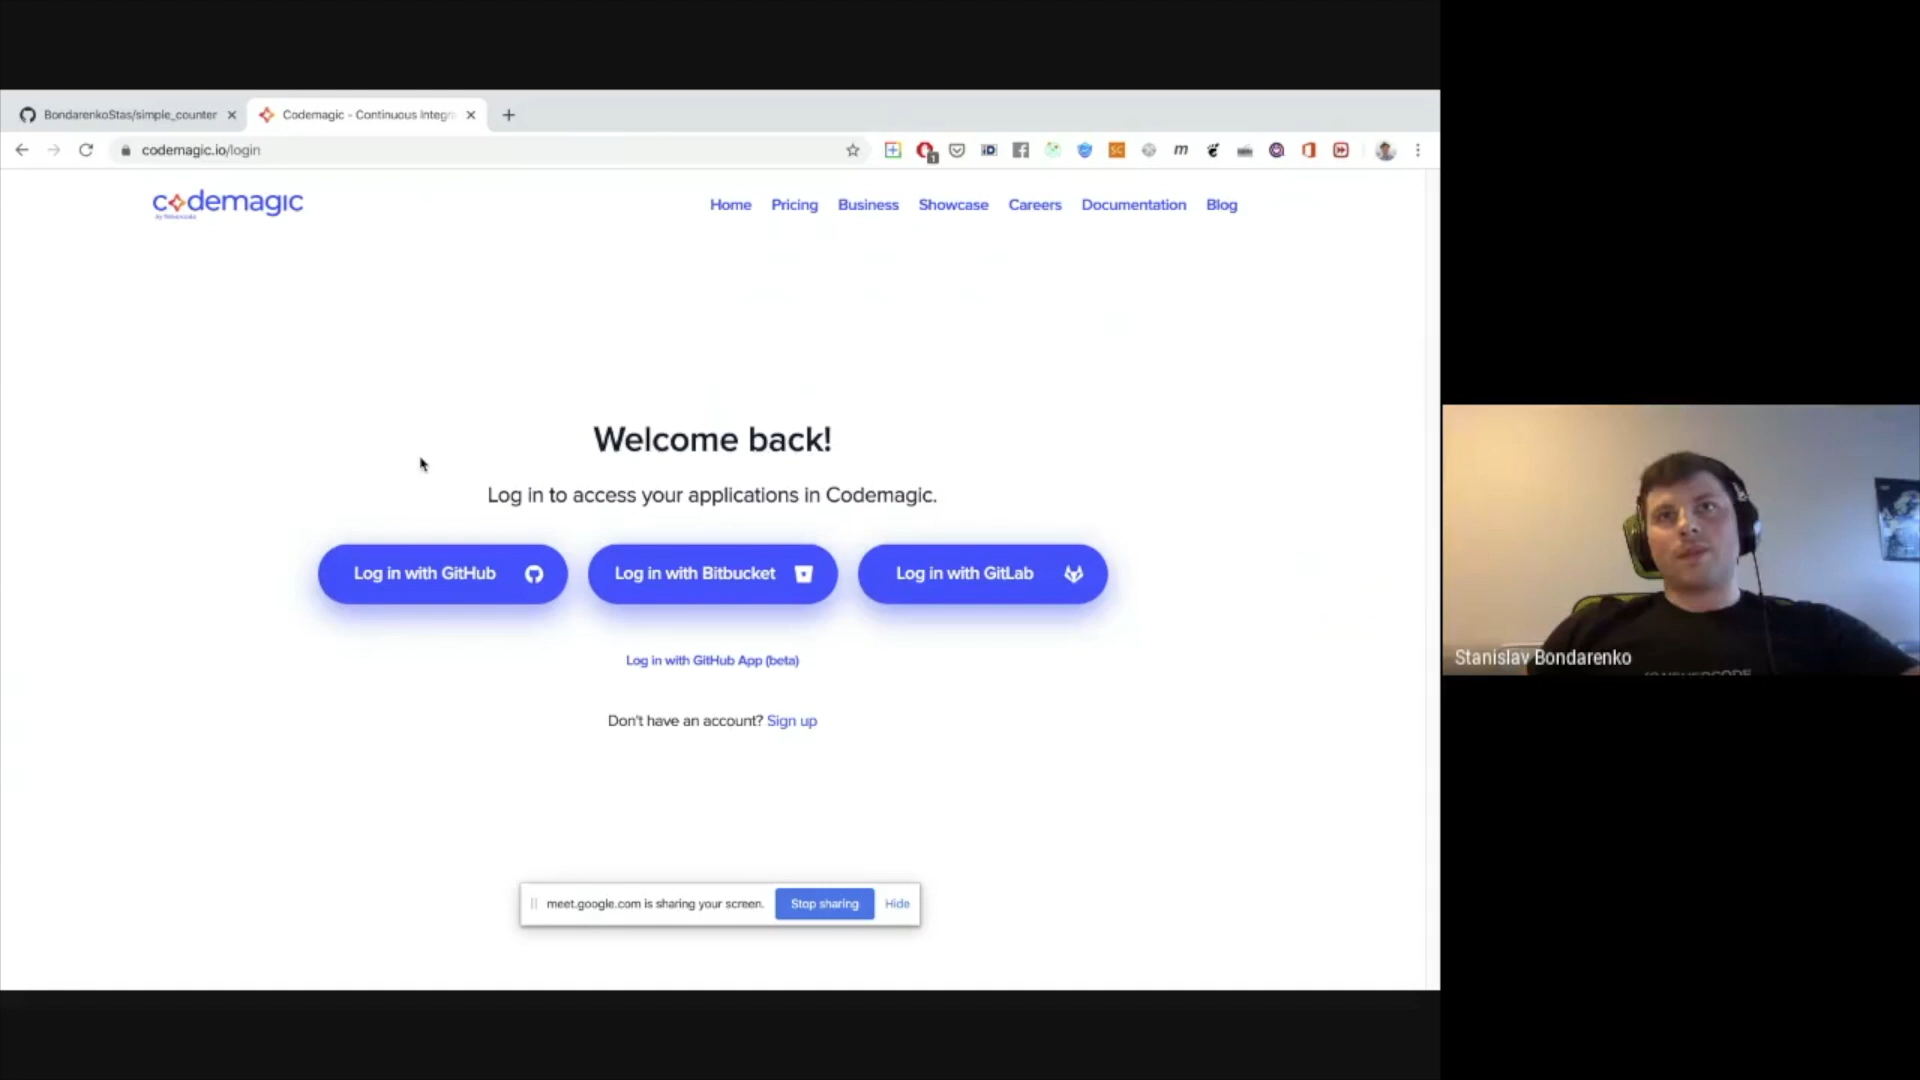 BondarenkoStas/simple_counter
Codemagic - Continuous Integr
codemagic.io/login
codemagic
Home Pricing Business Showcase Careers Documentation Blog
Welcome back!
Log in to access your applications in Codemagic.
Log in with GitHub
Log in with Bitbucket
Log in with GitLab
Log in with GitHub App (beta)
Don't have an account? Sign up
meet.google.com is sharing your screen. Stop sharing Hide
Stanislav Bondarenko